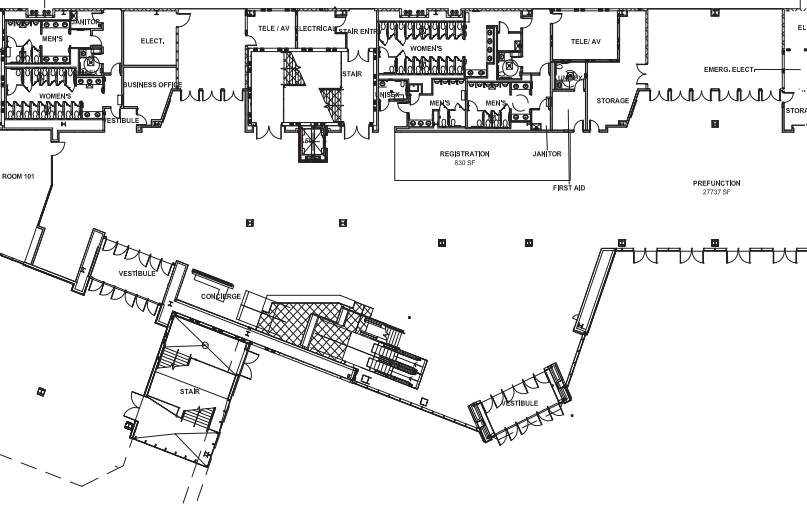 JANITOR
MEN'S
ELECT.
TELE / AV
ELECTRICAL
STAIR ENTRY
WOMEN'S
TELE/ AV
EMERG. ELECT.
STAIR
BUSINESS OFFICE
WOMEN'S
VESTIBULE
MEN'S
MEN'S
STORAGE
REGISTRATION
830 SF
JANITOR
FIRST AID
ROOM 101
PREFUNCTION
27737 SF
VESTIBULE
CONCIERGE
STAIR
VESTIBULE